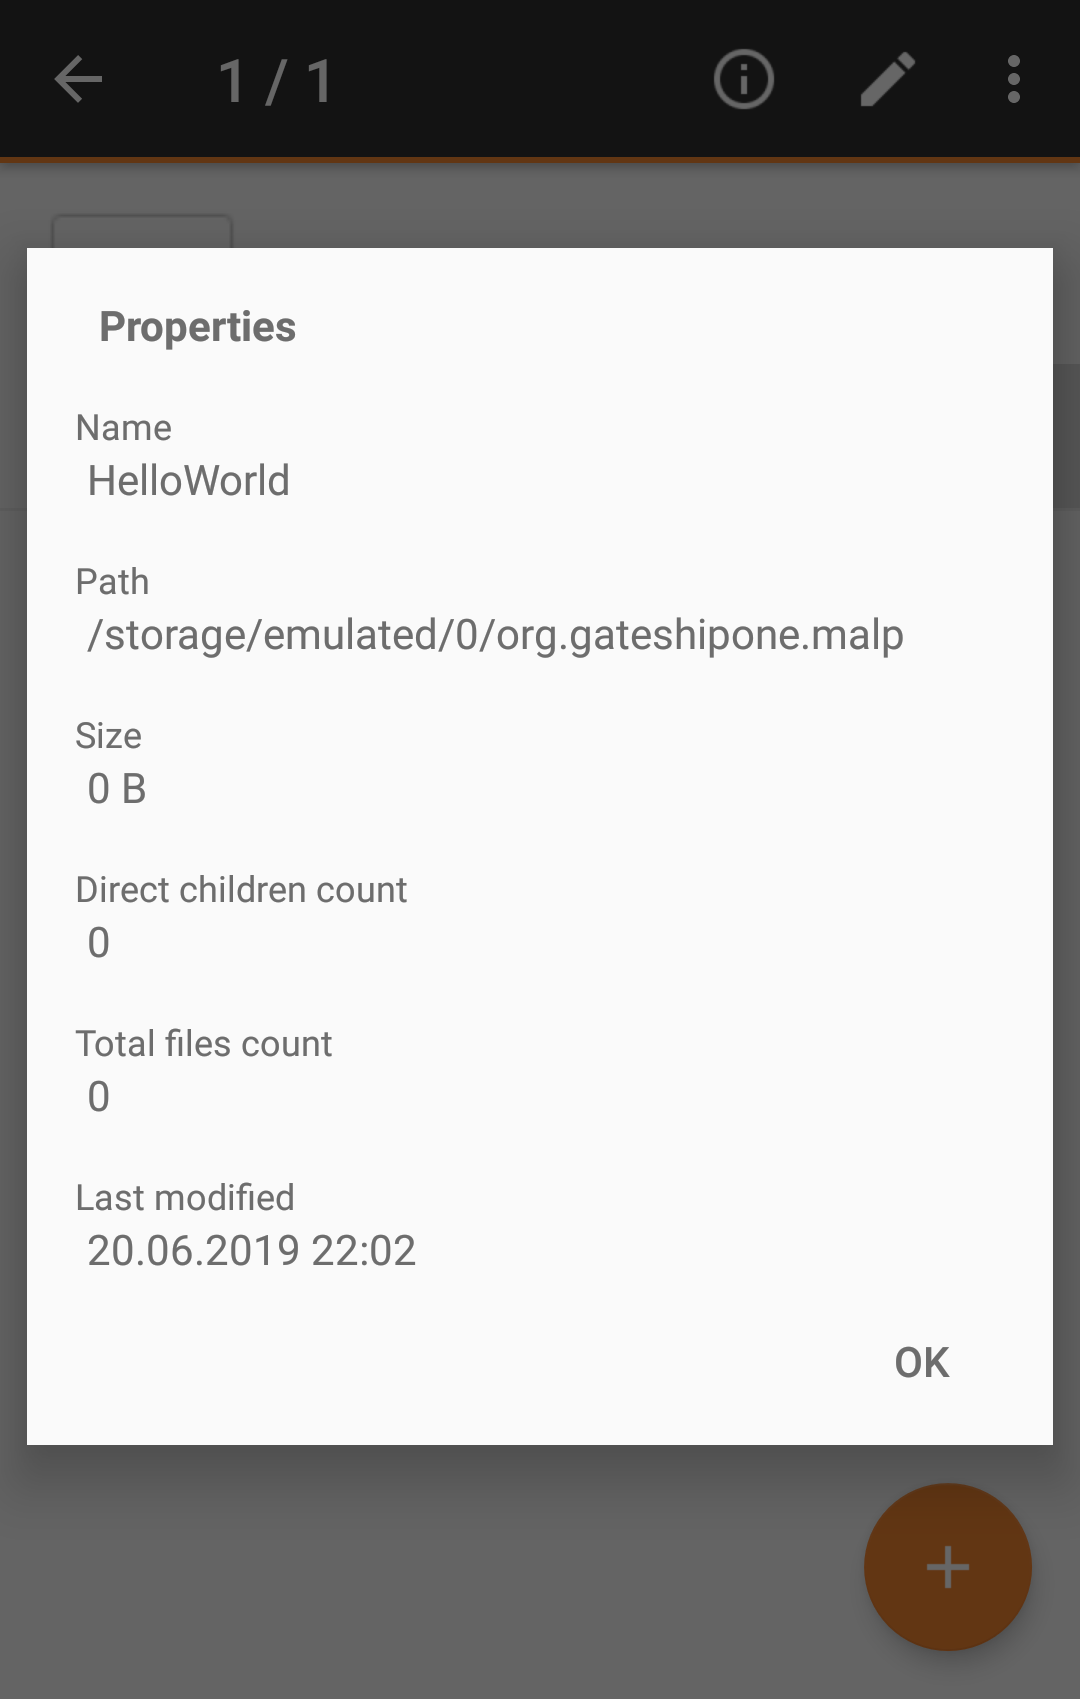 1 / 1
Properties
Name
HelloWorld
Path
/storage/emulated/0/org.gateshipone.malp
Size
0 B
Direct children count
0
Total files count
0
Last modified
20.06.2019 22:02
OK